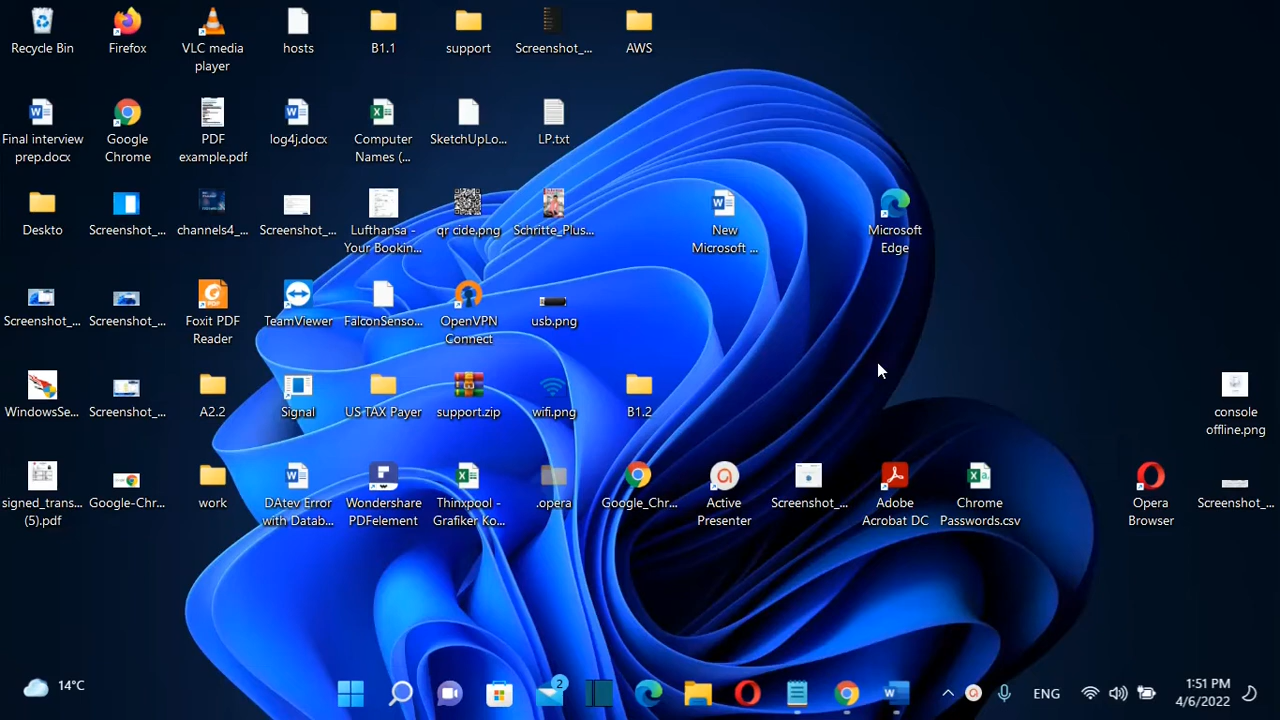 Recycle Bin
Firefox
VLC media
player
hosts
B1.1
support
Screenshot_...
AWS
Final interview
prep.docx
Google
Chrome
PDF
example.pdf
log4j.docx
Computer
Names (...
SketchUpLo...
LP.txt
Deskto
Screenshot_...
channels4_...
Screenshot_...
Lufthansa -
Your Bookin...
qr cide.png
Schritte_Plus...
New
Microsoft ...
Microsoft
Edge
Screenshot_...
Screenshot_...
Foxit PDF
Reader
TeamViewer
FalconSenso...
OpenVPN
Connect
usb.png
WindowsSe...
Screenshot_...
A2.2
Signal
US TAX Payer
support.zip
wifi.png
B1.2
console
offline.png
signed_trans...
(5).pdf
Google-Chr...
work
DAtev Error
with Datab...
Wondershare
PDFelement
Thinxpool -
Grafiker Ko...
.opera
Google_Chr...
Active
Presenter
Screenshot_...
Adobe
Acrobat DC
Chrome
Passwords.csv
Opera
Browser
Screenshot_...
14°C
2
ENG
1:51 PM
4/6/2022